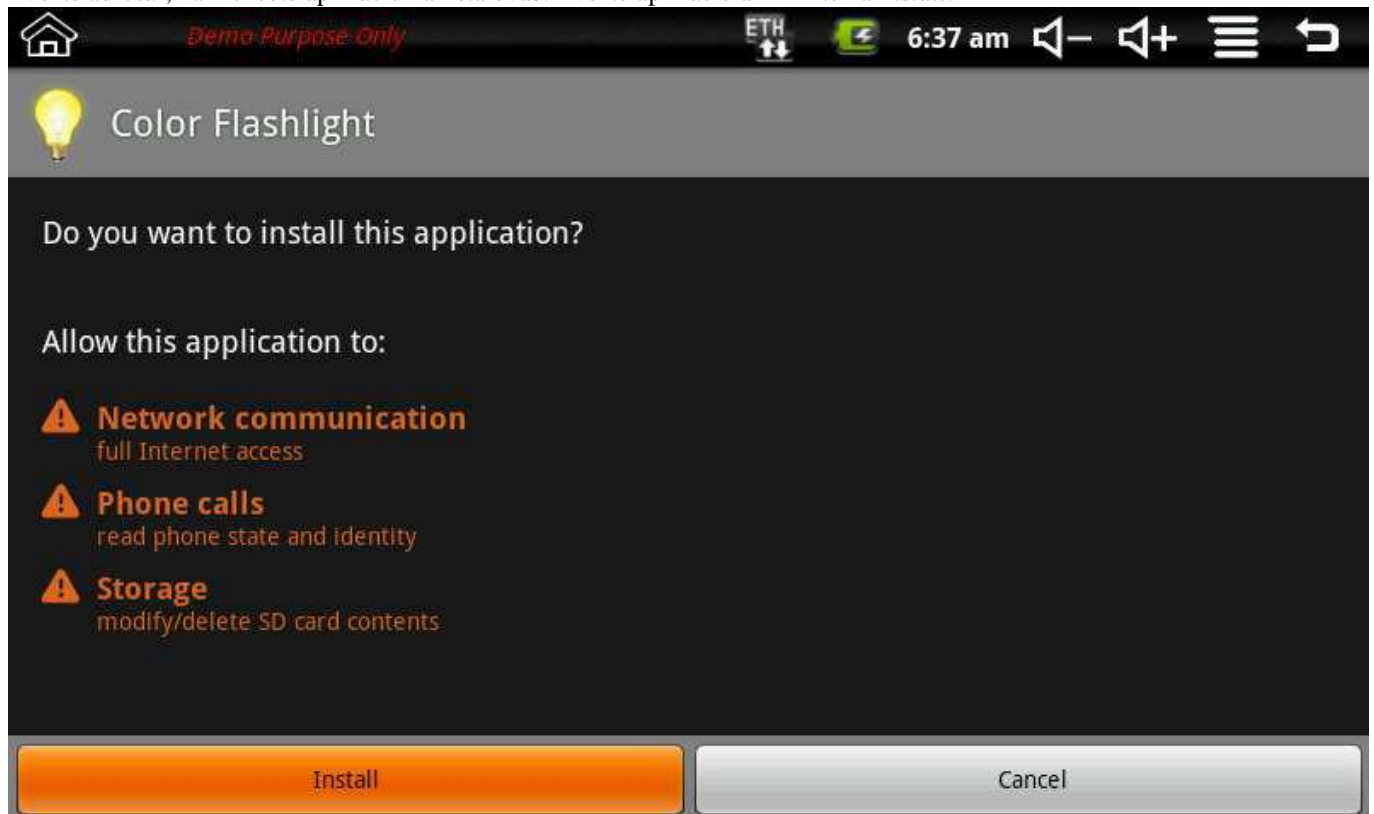 Demo Purpose Only
ETH
6:37 am
Color Flashlight
Do you want to install this application?
Allow this application to:
Network communication
full Internet access
Phone calls
read phone state and identity
Storage
modify/delete SD card contents
Install
Cancel